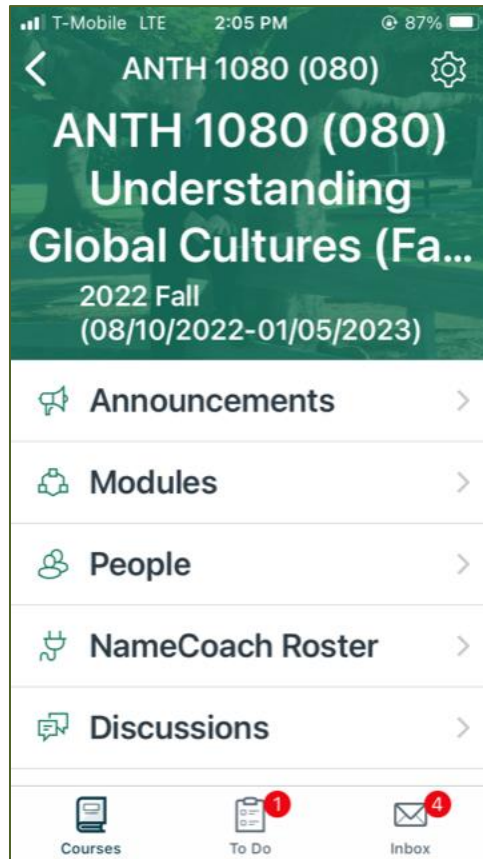 T-Mobile LTE 2:05 PM 87%
ANTH 1080 (080)
ANTH 1080 (080)
Understanding
Global Cultures (Fa...
2022 Fall
(08/10/2022-01/05/2023)
Announcements
Modules
People
NameCoach Roster
Discussions
1 4
Courses To Do Inbox